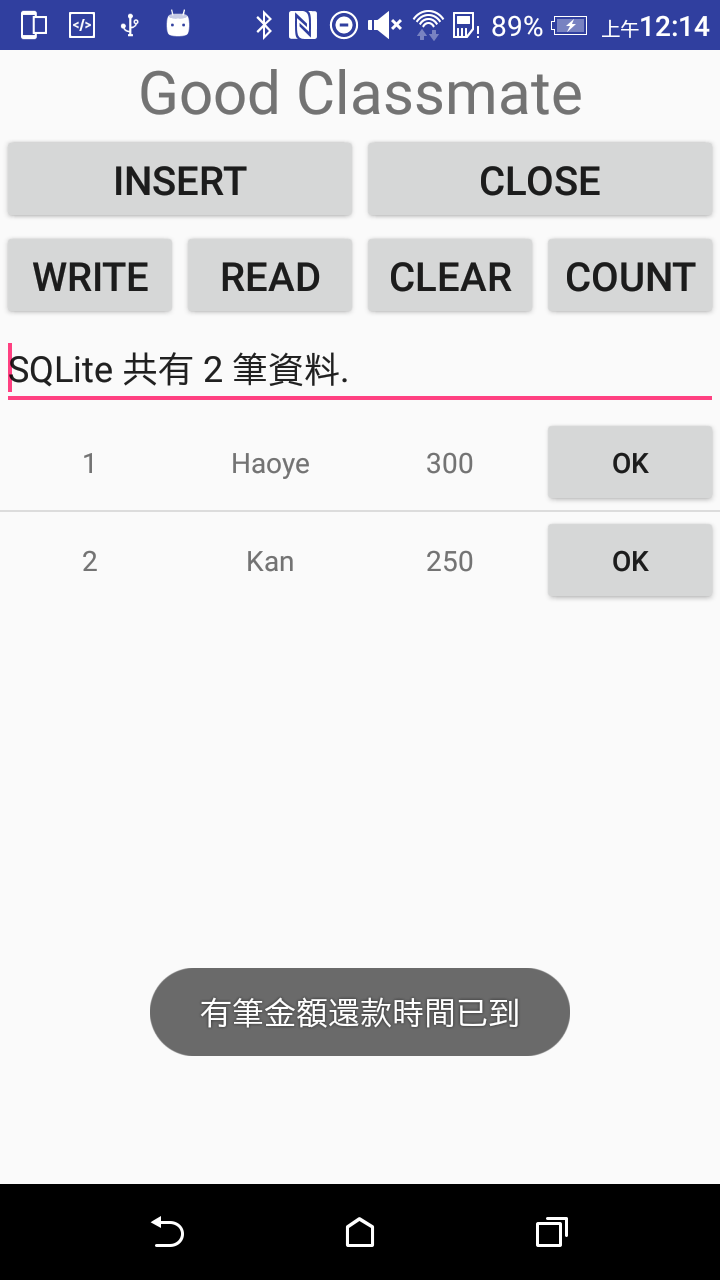 89% 上午12:14
Good Classmate
INSERT CLOSE
WRITE READ CLEAR COUNT
SQLite 共有 2 筆資料.
1 Haoye 300 OK
2 Kan 250 OK
有筆金額還款時間已到